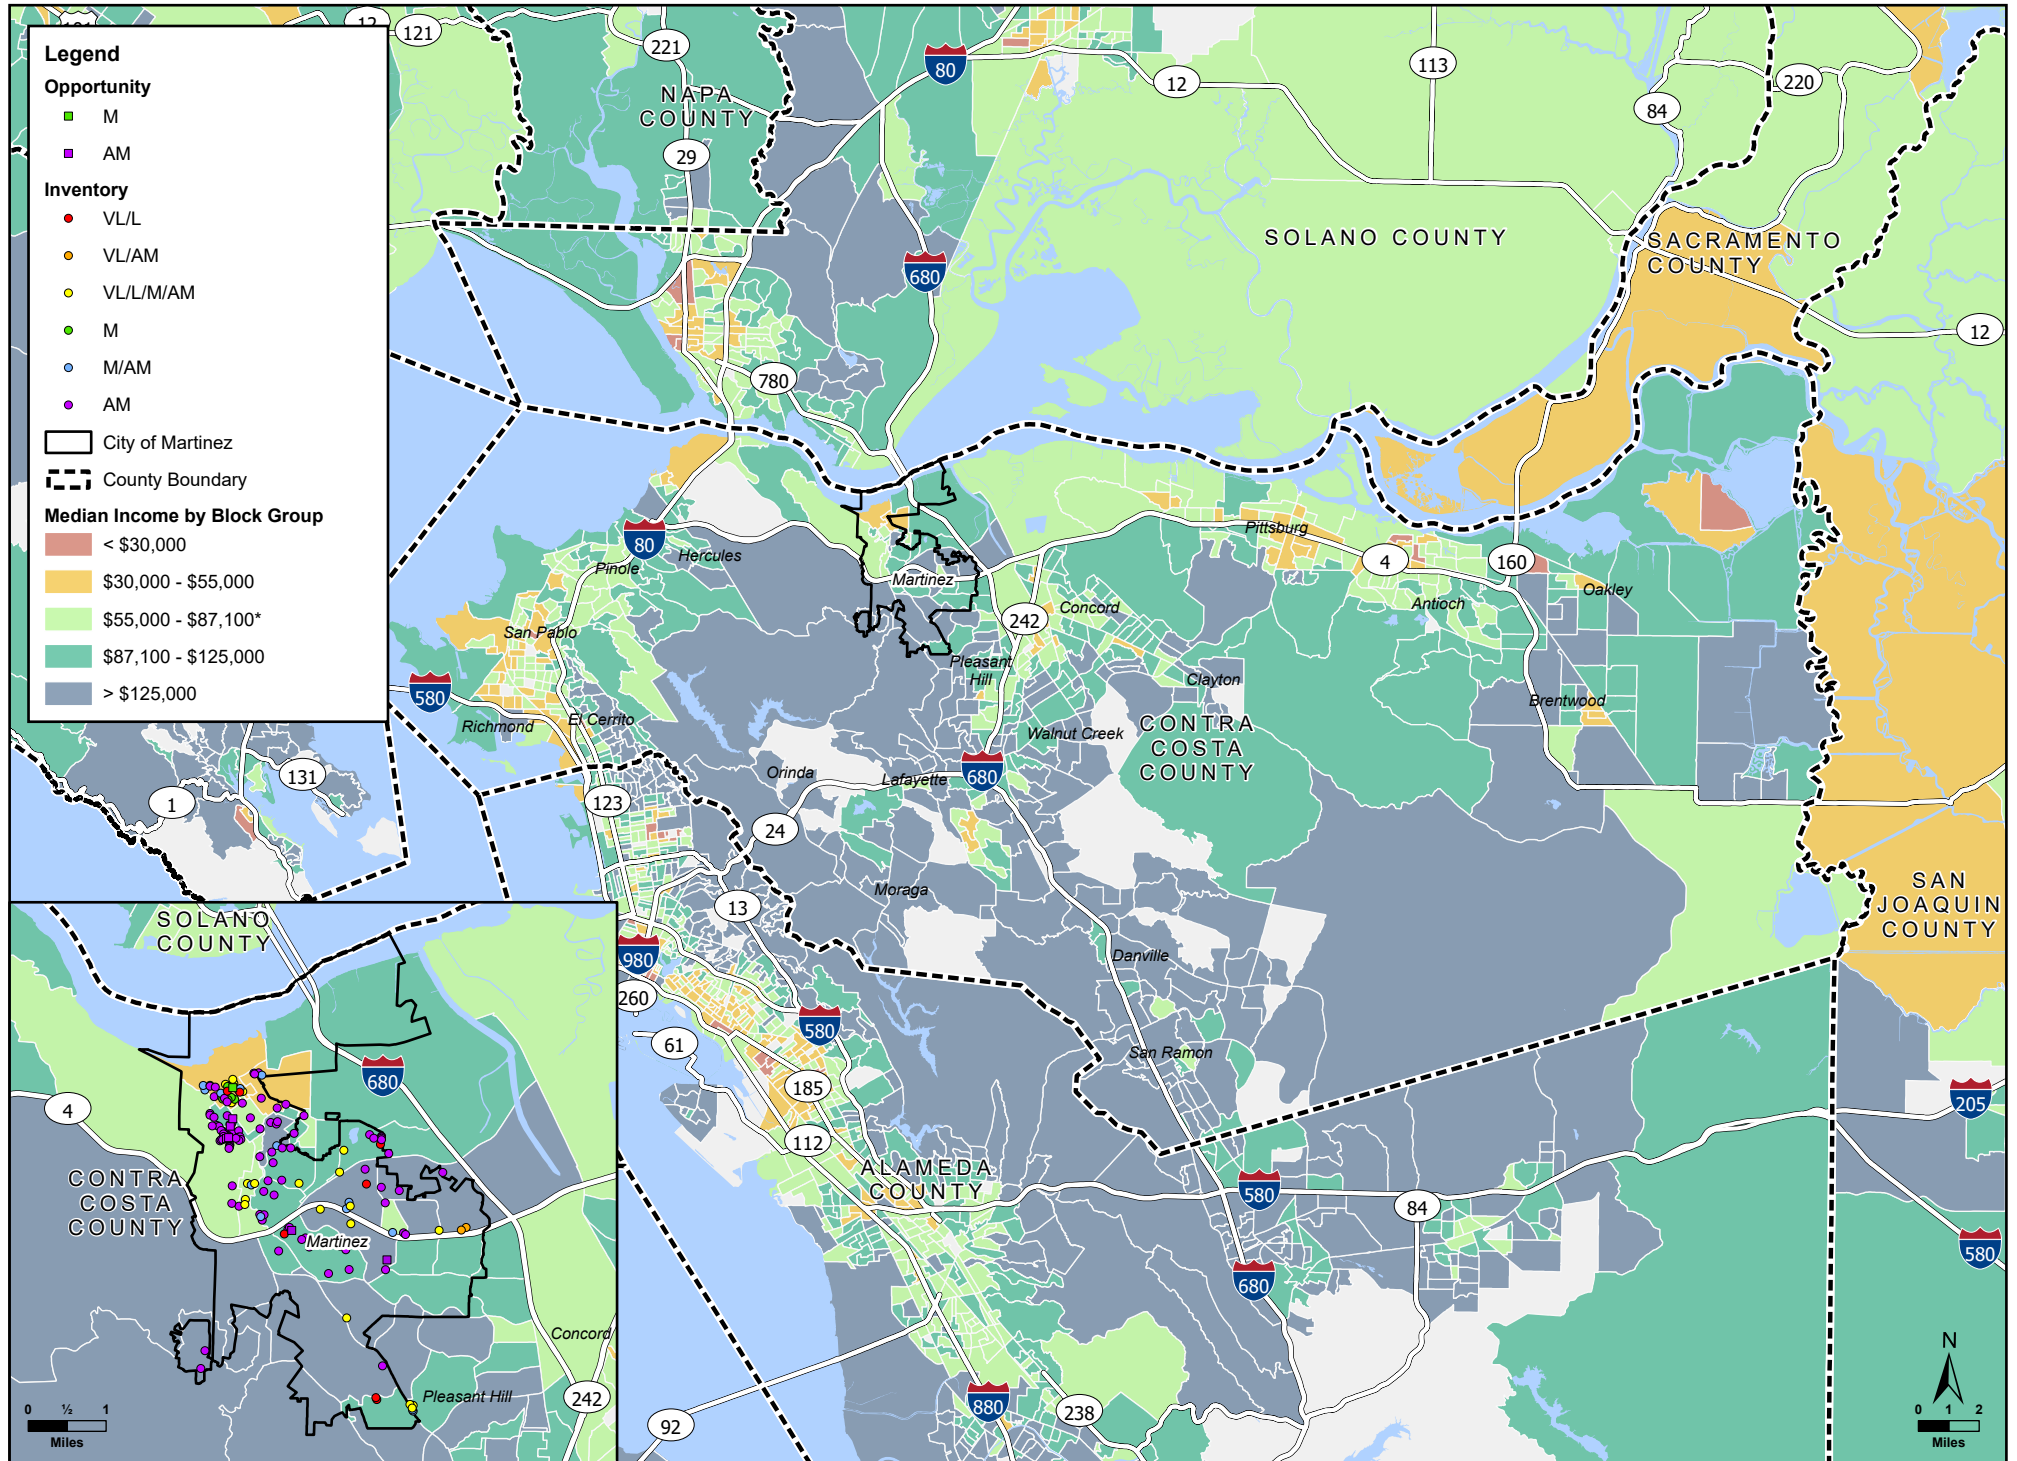 Legend
Opportunity
M
AM
Inventory
VL/L
VL/AM
VL/L/M/AM
M
M/AM
AM
City of Martinez
County Boundary
Median Income by Block Group
< $30,000
$30,000 - $55,000
$55,000 - $87,100*
$87,100 - $125,000
> $125,000
12
121
221
80
12
113
84
220
NAPA
COUNTY
29
SOLANO COUNTY
SACRAMENTO
COUNTY
680
12
780
80
Hercules
Pinole
Martinez
Pittsburg
4
160
Oakley
Antioch
Concord
242
San Pablo
Pleasant
Hill
Clayton
580
Richmond
El Cerrito
Brentwood
Walnut Creek
CONTRA
COSTA
COUNTY
Orinda
Lafayette
680
131
1
123
24
Moraga
13
SAN
JOAQUIN
COUNTY
980
Danville
260
580
61
San Ramon
185
205
112
ALAMEDA
COUNTY
580
84
580
680
880
238
92
N
0 1 2
Miles
SOLANO
COUNTY
680
4
CONTRA
COSTA
COUNTY
Martinez
Concord
Pleasant Hill
242
0 ½ 1
Miles